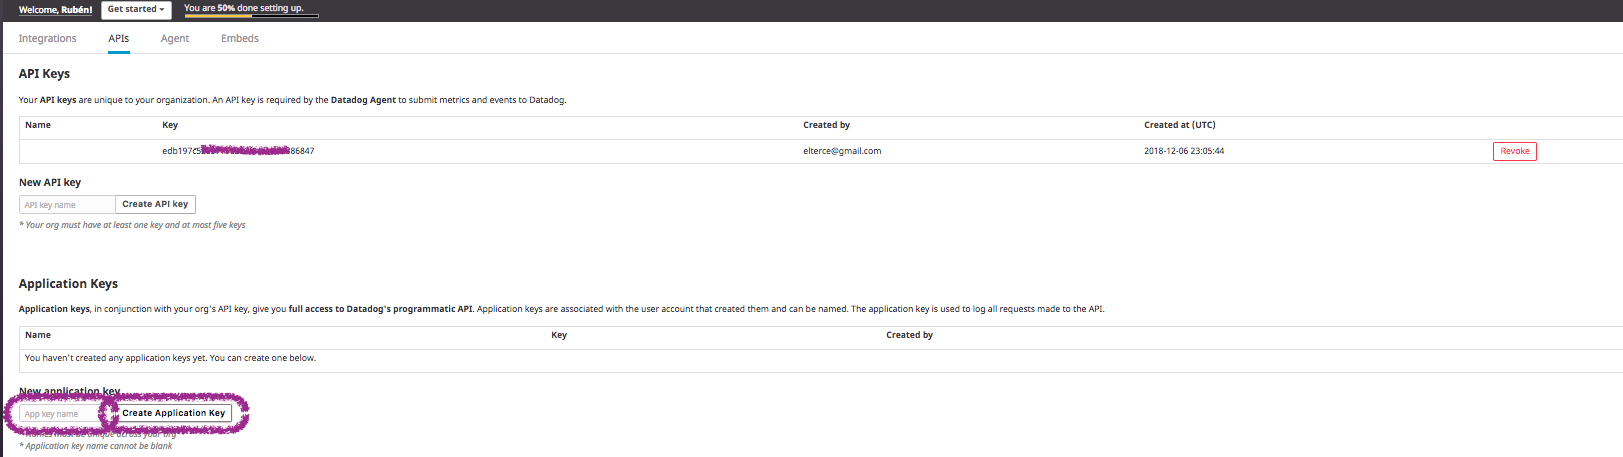 Welcome, Rubén! Get started You are 50% done setting up.
Integrations APIs Agent Embeds
API Keys
Your API keys are unique to your organization. An API key is required by the Datadog Agent to submit metrics and events to Datadog.
Name Key Created by Created at (UTC)
edb197c 86847 elterce@gmail.com 2018-12-06 23:05:44 Revoke
New API key
API key name Create API key
* Your org must have at least one key and at most five keys
Application Keys
Application keys, in conjunction with your org's API key, give you full access to Datadog's programmatic API. Application keys are associated with the user account that created them and can be named. The application key is used to log all requests made to the API.
Name Key Created by
You haven't created any application keys yet. You can create one below.
New application key
App key name Create Application Key
* Names must be unique across your org
* Application key name cannot be blank